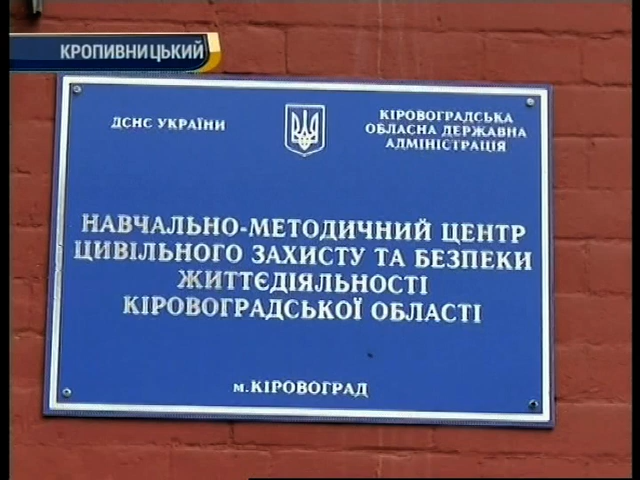 КРОПИВНИЦЬКИЙ
ДСНС УКРАЇНИ
КІРОВОГРАДСЬКА
ОБЛАСНА ДЕРЖАВНА
АДМІНІСТРАЦІЯ
НАВЧАЛЬНО-МЕТОДИЧНИЙ ЦЕНТР
ЦИВІЛЬНОГО ЗАХИСТУ ТА БЕЗПЕКИ
ЖИТТЄДІЯЛЬНОСТІ
КІРОВОГРАДСЬКОЇ ОБЛАСТІ
м. КІРОВОГРАД